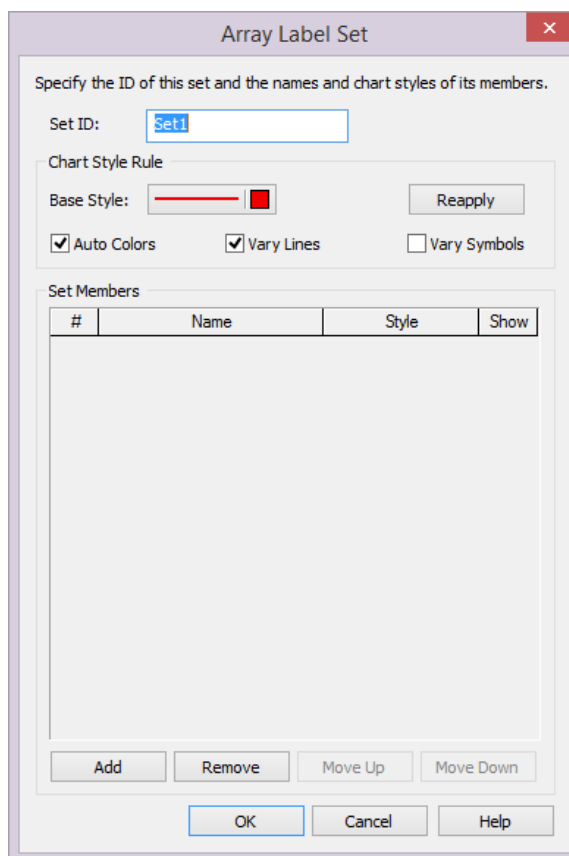 Array Label Set
Specify the ID of this set and the names and chart styles of its members.
Set ID: Set1
Chart Style Rule
Base Style: Reapply
Auto Colors Vary Lines Vary Symbols
Set Members
# Name Style Show
Add Remove Move Up Move Down
OK Cancel Help